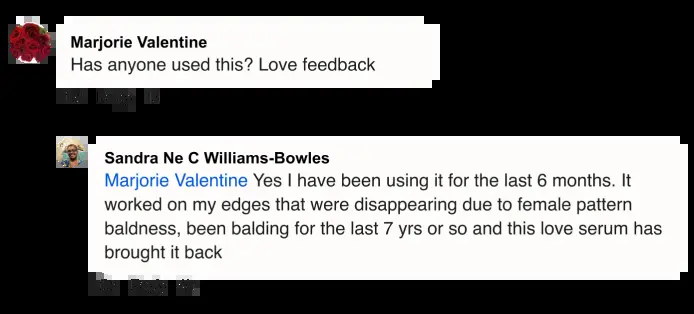 Marjorie Valentine
Has anyone used this? Love feedback
Sandra Ne C Williams-Bowles
Marjorie Valentine Yes I have been using it for the last 6 months. It
worked on my edges that were disappearing due to female pattern
baldness, been balding for the last 7 yrs or so and this love serum has
brought it back